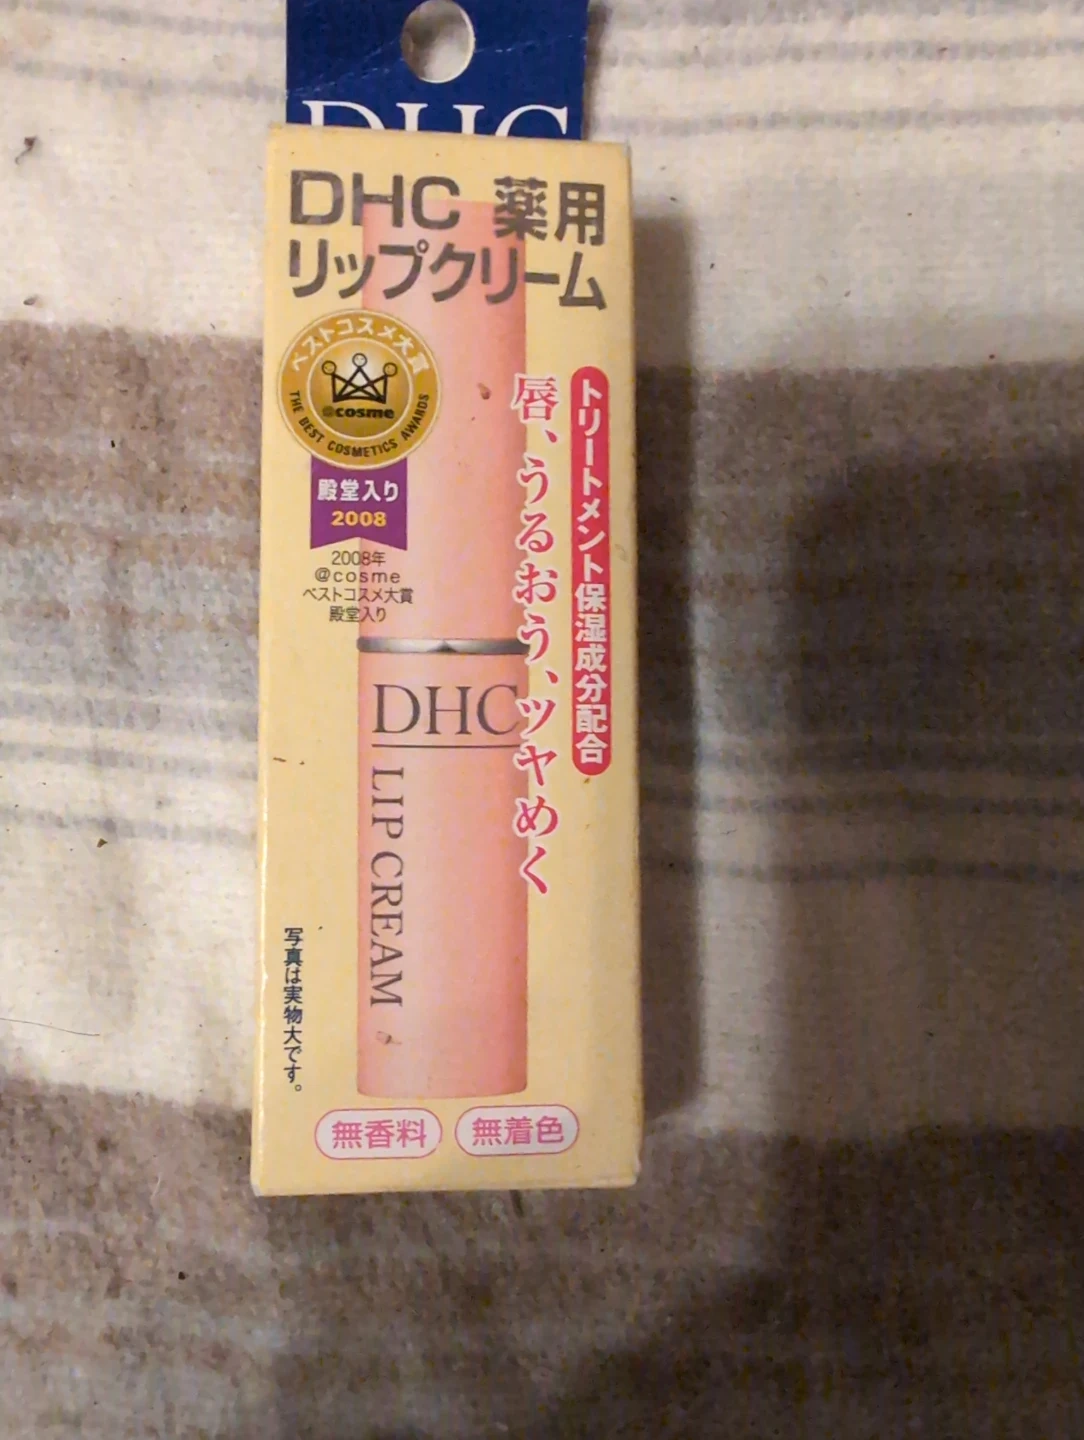 DHC
DHC 薬用
リップクリーム
ベストコスメ大賞
@cosme
THE BEST COSMETICS AWARDS
殿堂入り
2008
2008年
@cosme
ベストコスメ大賞
殿堂入り
トリートメント保湿成分配合
唇、うるおう、ツヤめく
DHC
LIP CREAM
写真は実物大です。
無香料
無着色